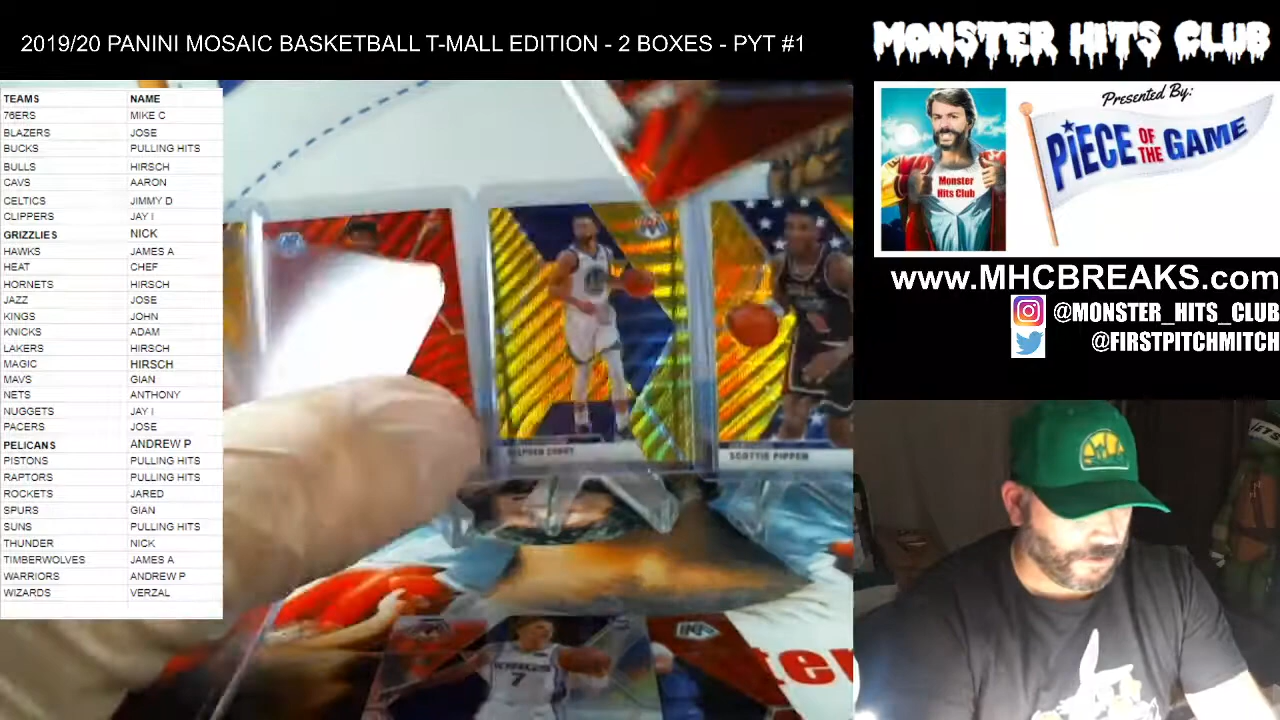 2019/20 PANINI MOSAIC BASKETBALL T-MALL EDITION - 2 BOXES - PYT #1
MONSTER HITS CLUB
Presented By:
PIECE OF THE GAME
Monster
Hits Club
www.MHCBREAKS.com
@MONSTER_HITS_CLUB
@FIRSTPITCHMITCH
TEAMS NAME
76ERS MIKE C
BLAZERS JOSE
BUCKS PULLING HITS
BULLS HIRSCH
CAVS AARON
CELTICS JIMMY D
CLIPPERS JAY I
GRIZZLIES NICK
HAWKS JAMES A
HEAT CHEF
HORNETS HIRSCH
JAZZ JOSE
KINGS JOHN
KNICKS ADAM
LAKERS HIRSCH
MAGIC HIRSCH
MAVS GIAN
NETS ANTHONY
NUGGETS JAY I
PACERS JOSE
PELICANS ANDREW P
PISTONS PULLING HITS
RAPTORS PULLING HITS
ROCKETS JARED
SPURS GIAN
SUNS PULLING HITS
THUNDER NICK
TIMBERWOLVES JAMES A
WARRIORS ANDREW P
WIZARDS VERZAL
STEPHEN CURRY
SCOTTIE PIPPEN
7